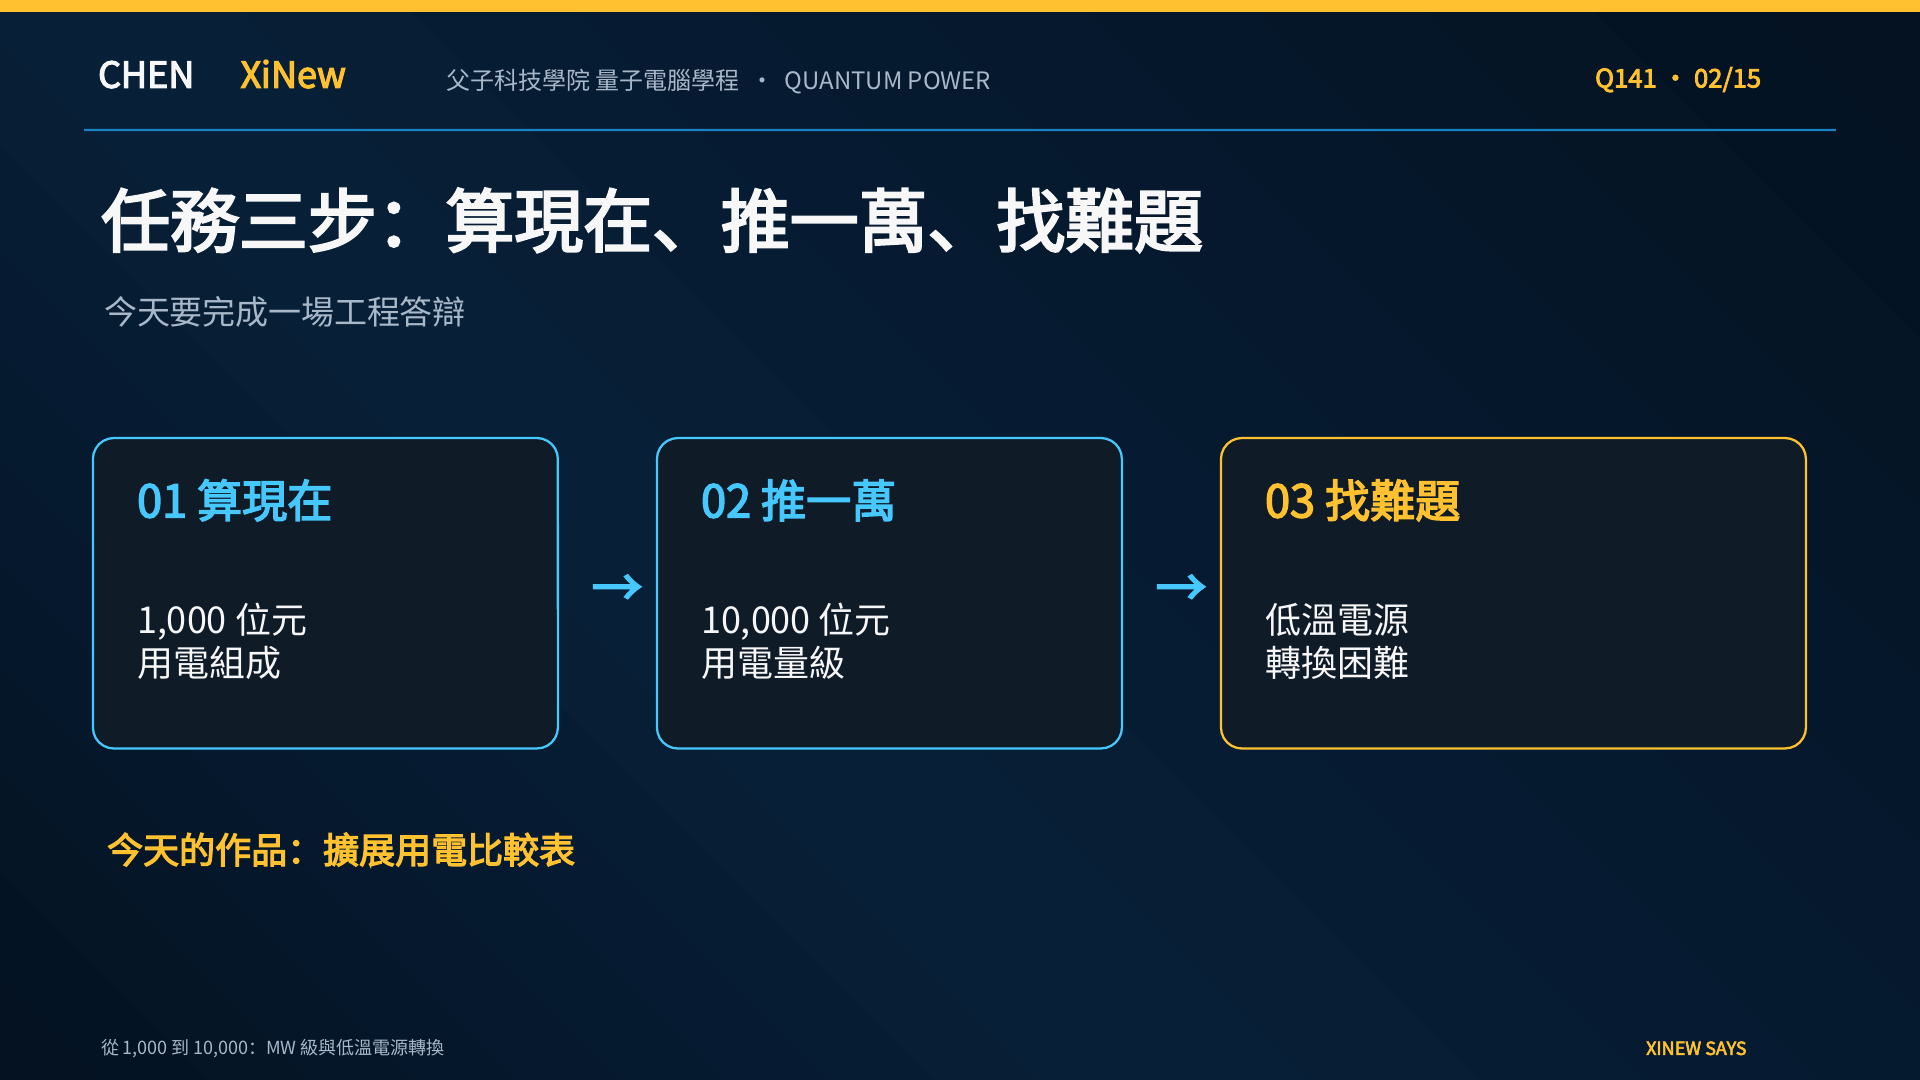 CHEN XiNew 父子科技學院 量子電腦學程 · QUANTUM POWER Q141 · 02/15
任務三步：算現在、推一萬、找難題
今天要完成一場工程答辯
01 算現在
1,000 位元
用電組成
→
02 推一萬
10,000 位元
用電量級
→
03 找難題
低溫電源
轉換困難
今天的作品：擴展用電比較表
從 1,000 到 10,000：MW 級與低溫電源轉換
XINEW SAYS